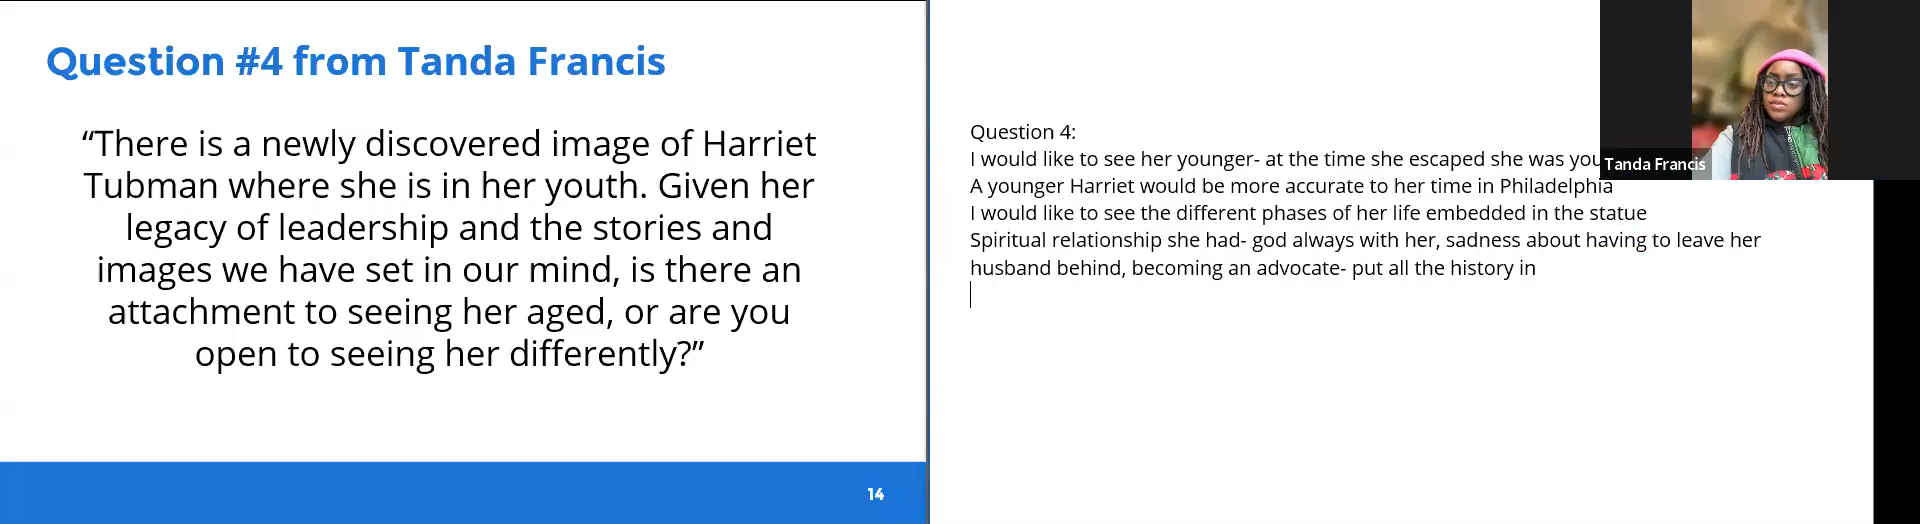 Question #4 from Tanda Francis
“There is a newly discovered image of Harriet
Tubman where she is in her youth. Given her
legacy of leadership and the stories and
images we have set in our mind, is there an
attachment to seeing her aged, or are you
open to seeing her differently?”
14
Question 4:
I would like to see her younger- at the time she escaped she was
A younger Harriet would be more accurate to her time in Philadelphia
I would like to see the different phases of her life embedded in the statue
Spiritual relationship she had- god always with her, sadness about having to leave her
husband behind, becoming an advocate- put all the history in
Tanda Francis